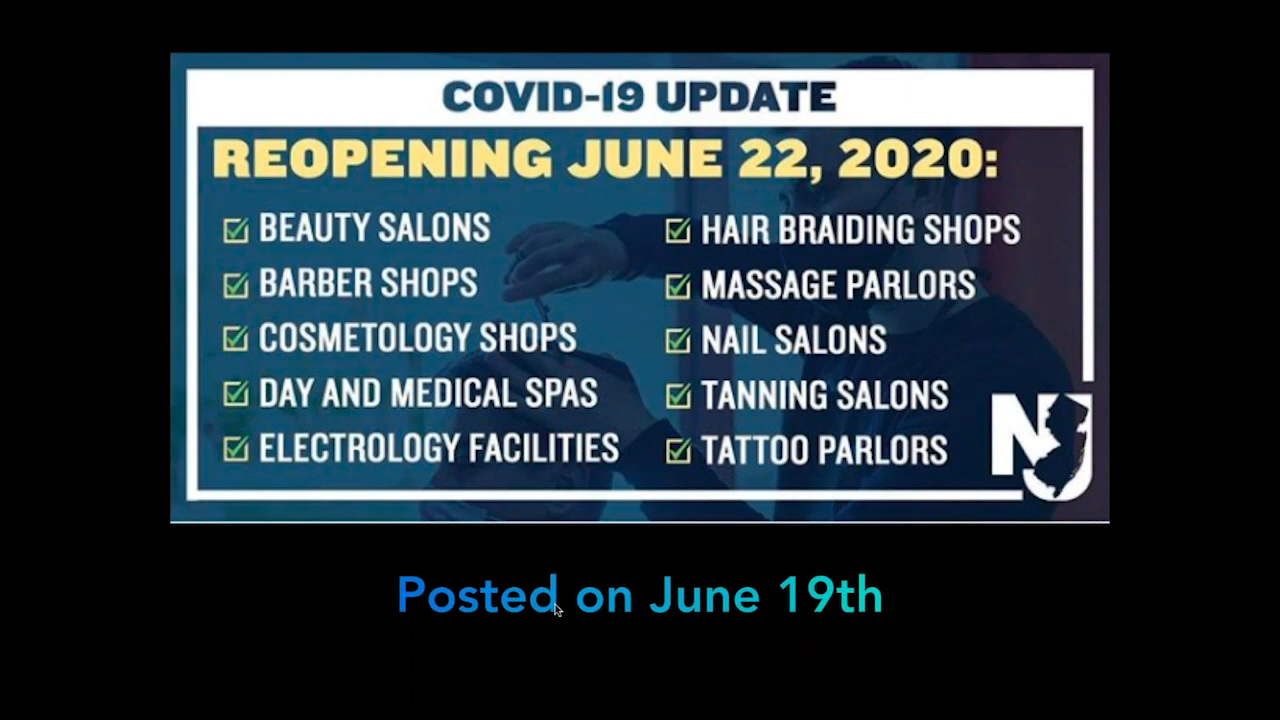 COVID-19 UPDATE
REOPENING JUNE 22, 2020:
BEAUTY SALONS
BARBER SHOPS
COSMETOLOGY SHOPS
DAY AND MEDICAL SPAS
ELECTROLOGY FACILITIES
HAIR BRAIDING SHOPS
MASSAGE PARLORS
NAIL SALONS
TANNING SALONS
TATTOO PARLORS
NJ
Posted on June 19th